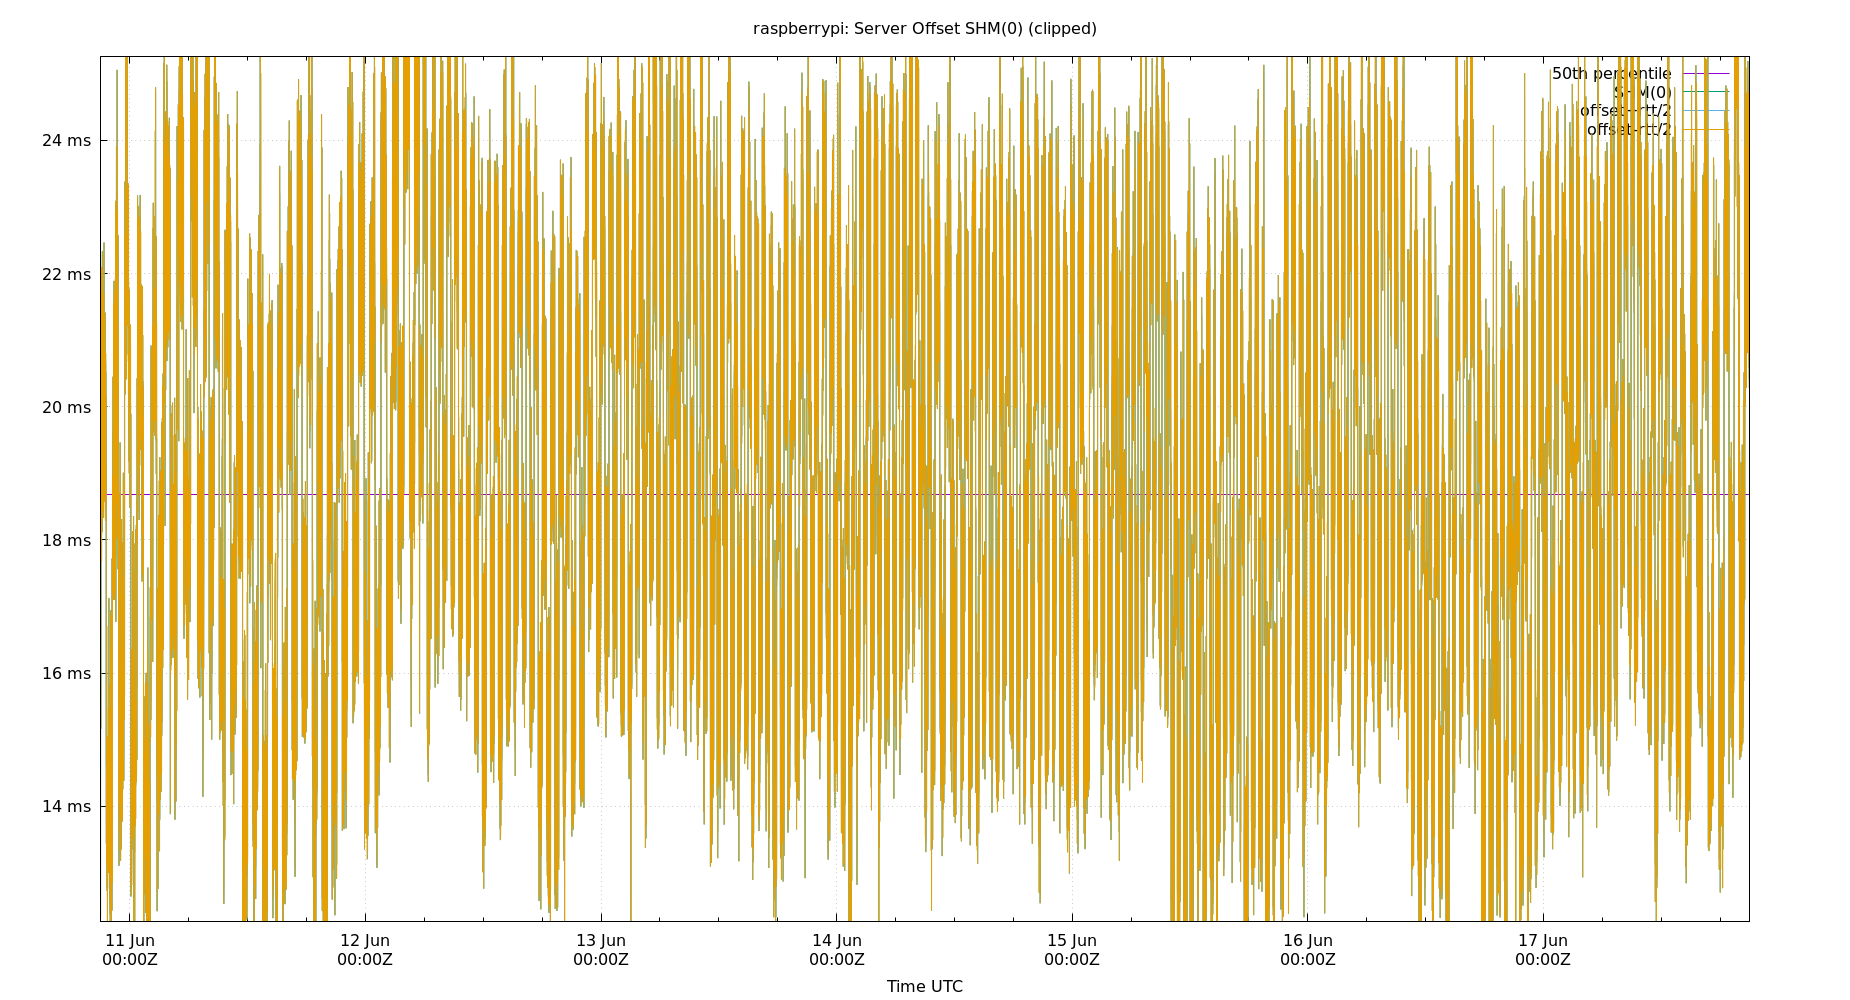 raspberrypi: Server Offset SHM(0) (clipped)
50th percentile
SHM(0)
offset-rtt/2
offset+rtt/2
24 ms
22 ms
20 ms
18 ms
16 ms
14 ms
11 Jun 12 Jun 13 Jun 14 Jun 15 Jun 16 Jun 17 Jun
00:00Z 00:00Z 00:00Z 00:00Z 00:00Z 00:00Z 00:00Z
Time UTC